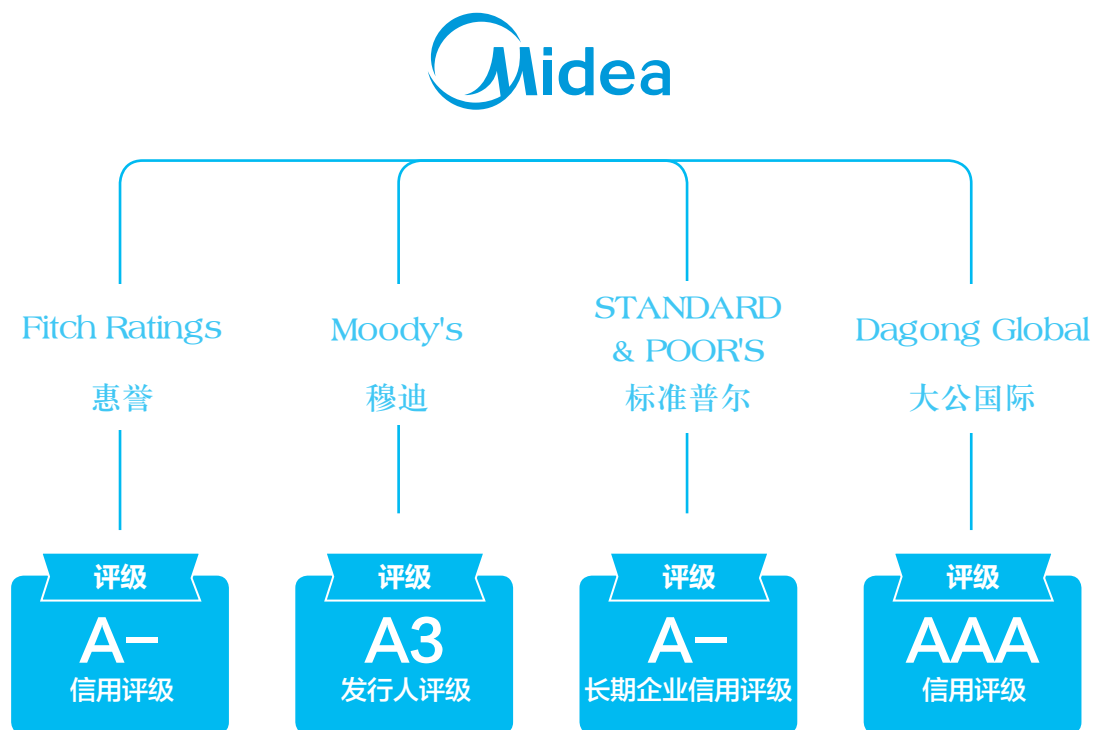 Midea
Fitch Ratings
惠誉
评级
A−
信用评级
Moody's
穆迪
评级
A3
发行人评级
STANDARD
& POOR'S
标准普尔
评级
A−
长期企业信用评级
Dagong Global
大公国际
评级
AAA
信用评级